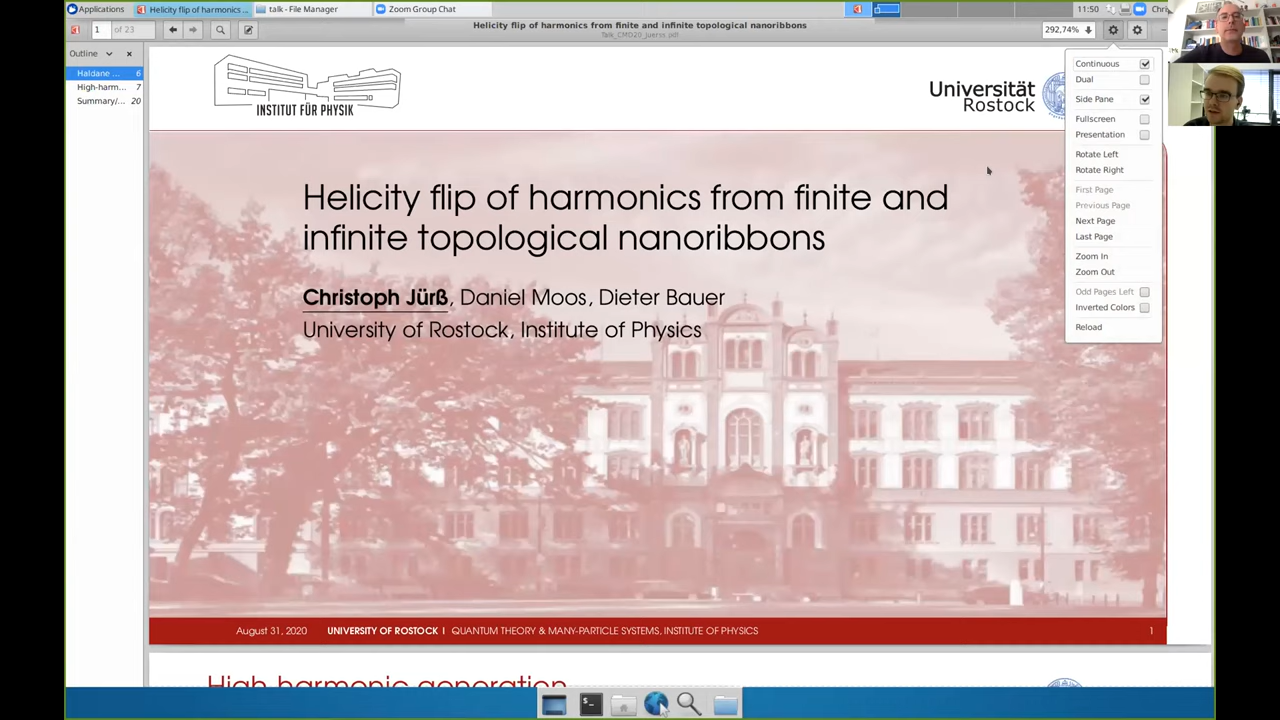 Applications
Helicity flip of harmonics ...
talk - File Manager
Zoom Group Chat
11:50
Chri
Helicity flip of harmonics from finite and infinite topological nanoribbons
1 of 23
292,74%
Outline
Haldane ... 6
High-harm... 7
Summary/... 20
INSTITUT FÜR PHYSIK
Universität
Rostock
Continuous
Dual
Side Pane
Fullscreen
Presentation
Rotate Left
Rotate Right
First Page
Previous Page
Next Page
Last Page
Zoom In
Zoom Out
Odd Pages Left
Inverted Colors
Reload
Helicity flip of harmonics from finite and
infinite topological nanoribbons
Christoph Jürß, Daniel Moos, Dieter Bauer
University of Rostock, Institute of Physics
August 31, 2020 UNIVERSITY OF ROSTOCK | QUANTUM THEORY & MANY-PARTICLE SYSTEMS, INSTITUTE OF PHYSICS 1
High harmonic generation